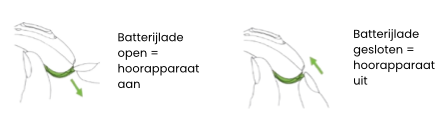 Batterijlade
open =
hoorapparaat
aan
Batterijlade
gesloten =
hoorapparaat
uit